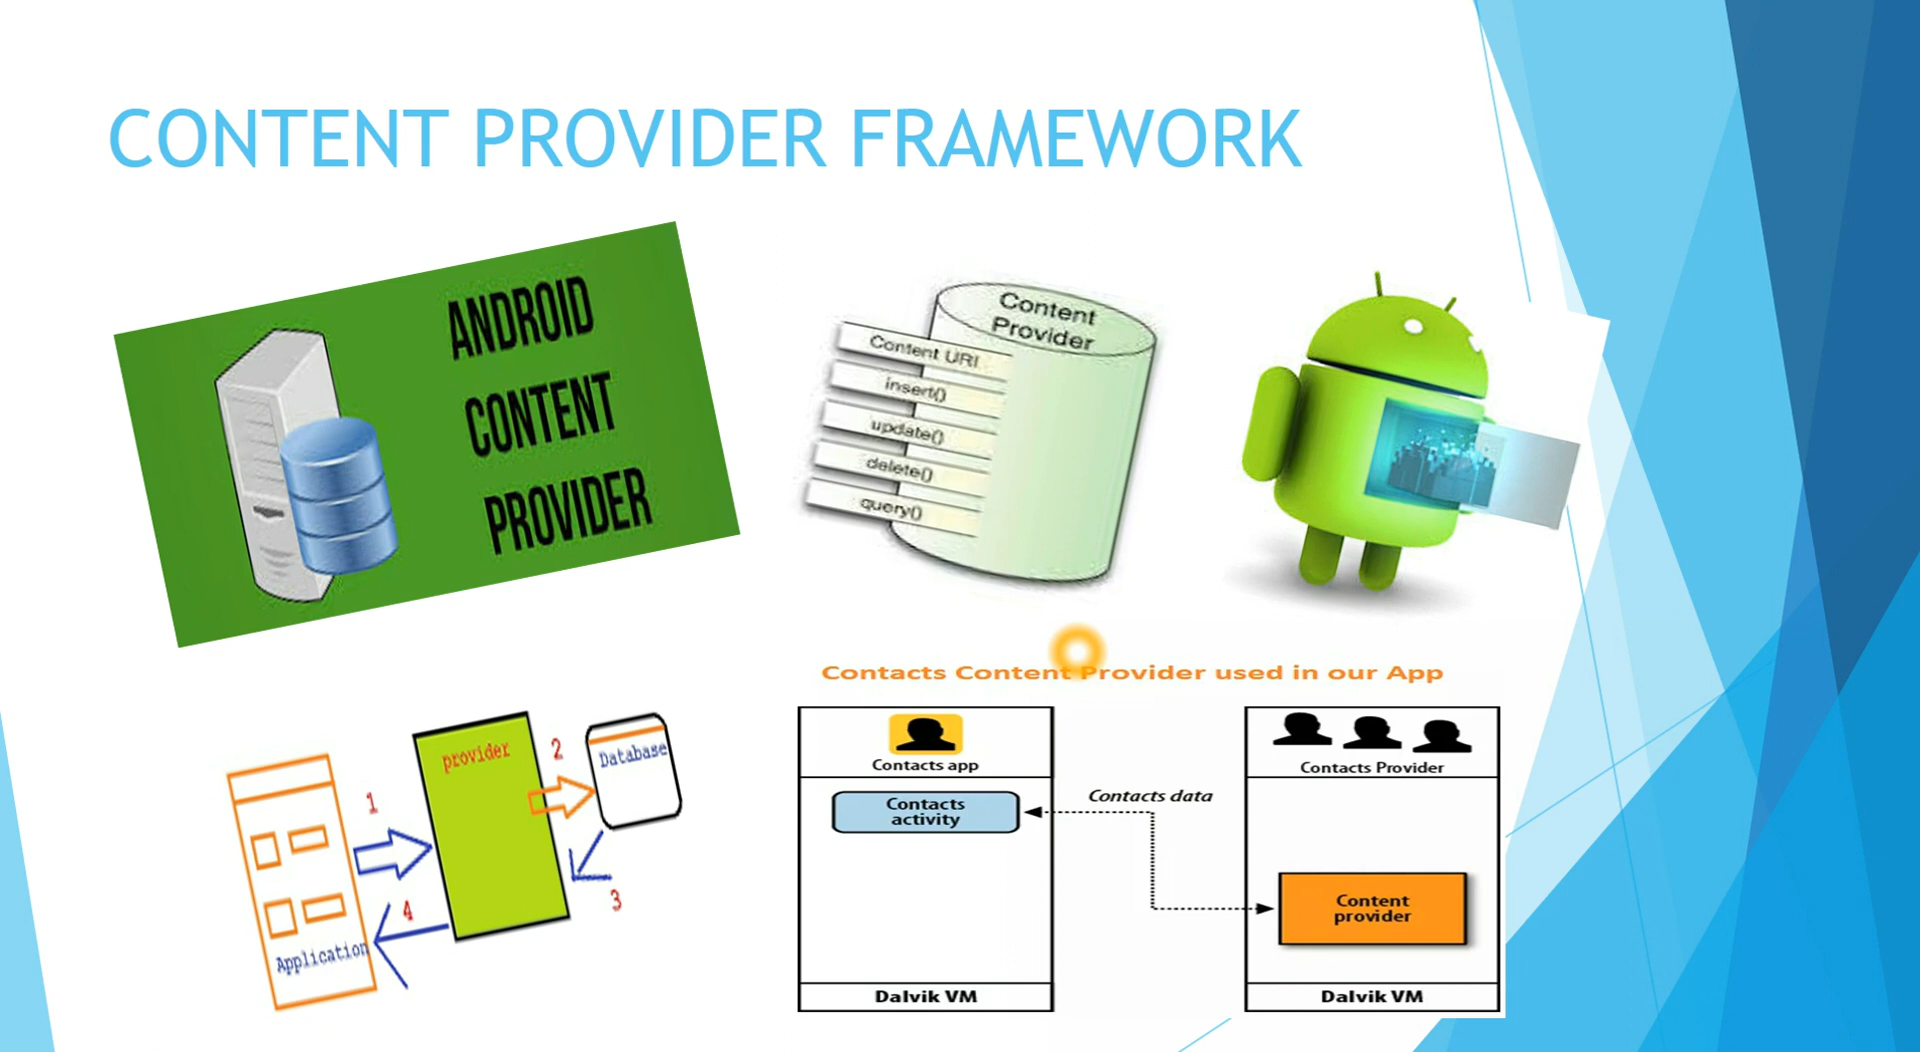 CONTENT PROVIDER FRAMEWORK
ANDROID
CONTENT
PROVIDER
Content
Provider
Content URI
insert()
update()
delete()
query()
provider
2
Database
1
3
4
Application
Contacts Content Provider used in our App
Contacts app
Contacts
activity
Contacts data
Contacts Provider
Content
provider
Dalvik VM
Dalvik VM